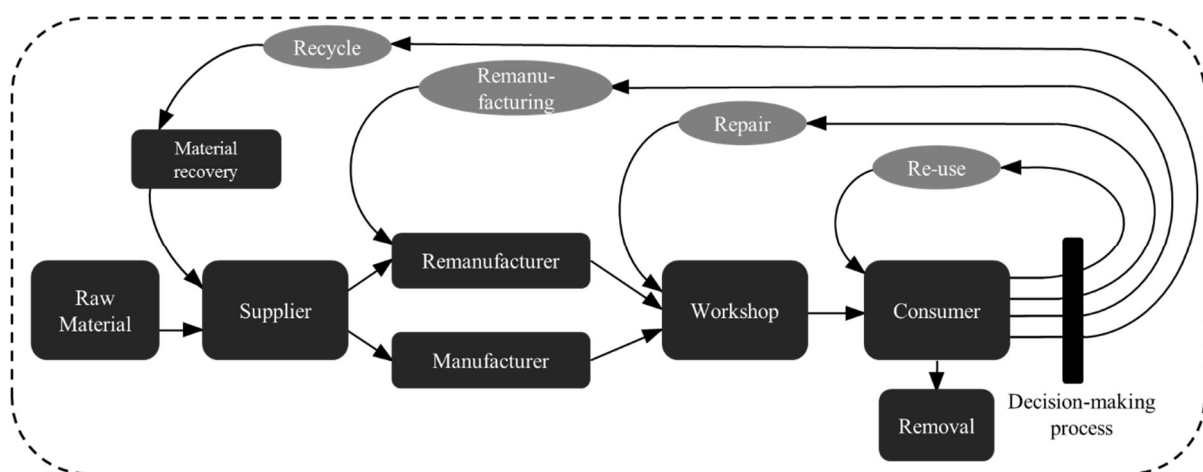 Recycle
Remanu-
facturing
Repair
Re-use
Material
recovery
Raw
Material
Supplier
Remanufacturer
Manufacturer
Workshop
Consumer
Removal
Decision-making
process